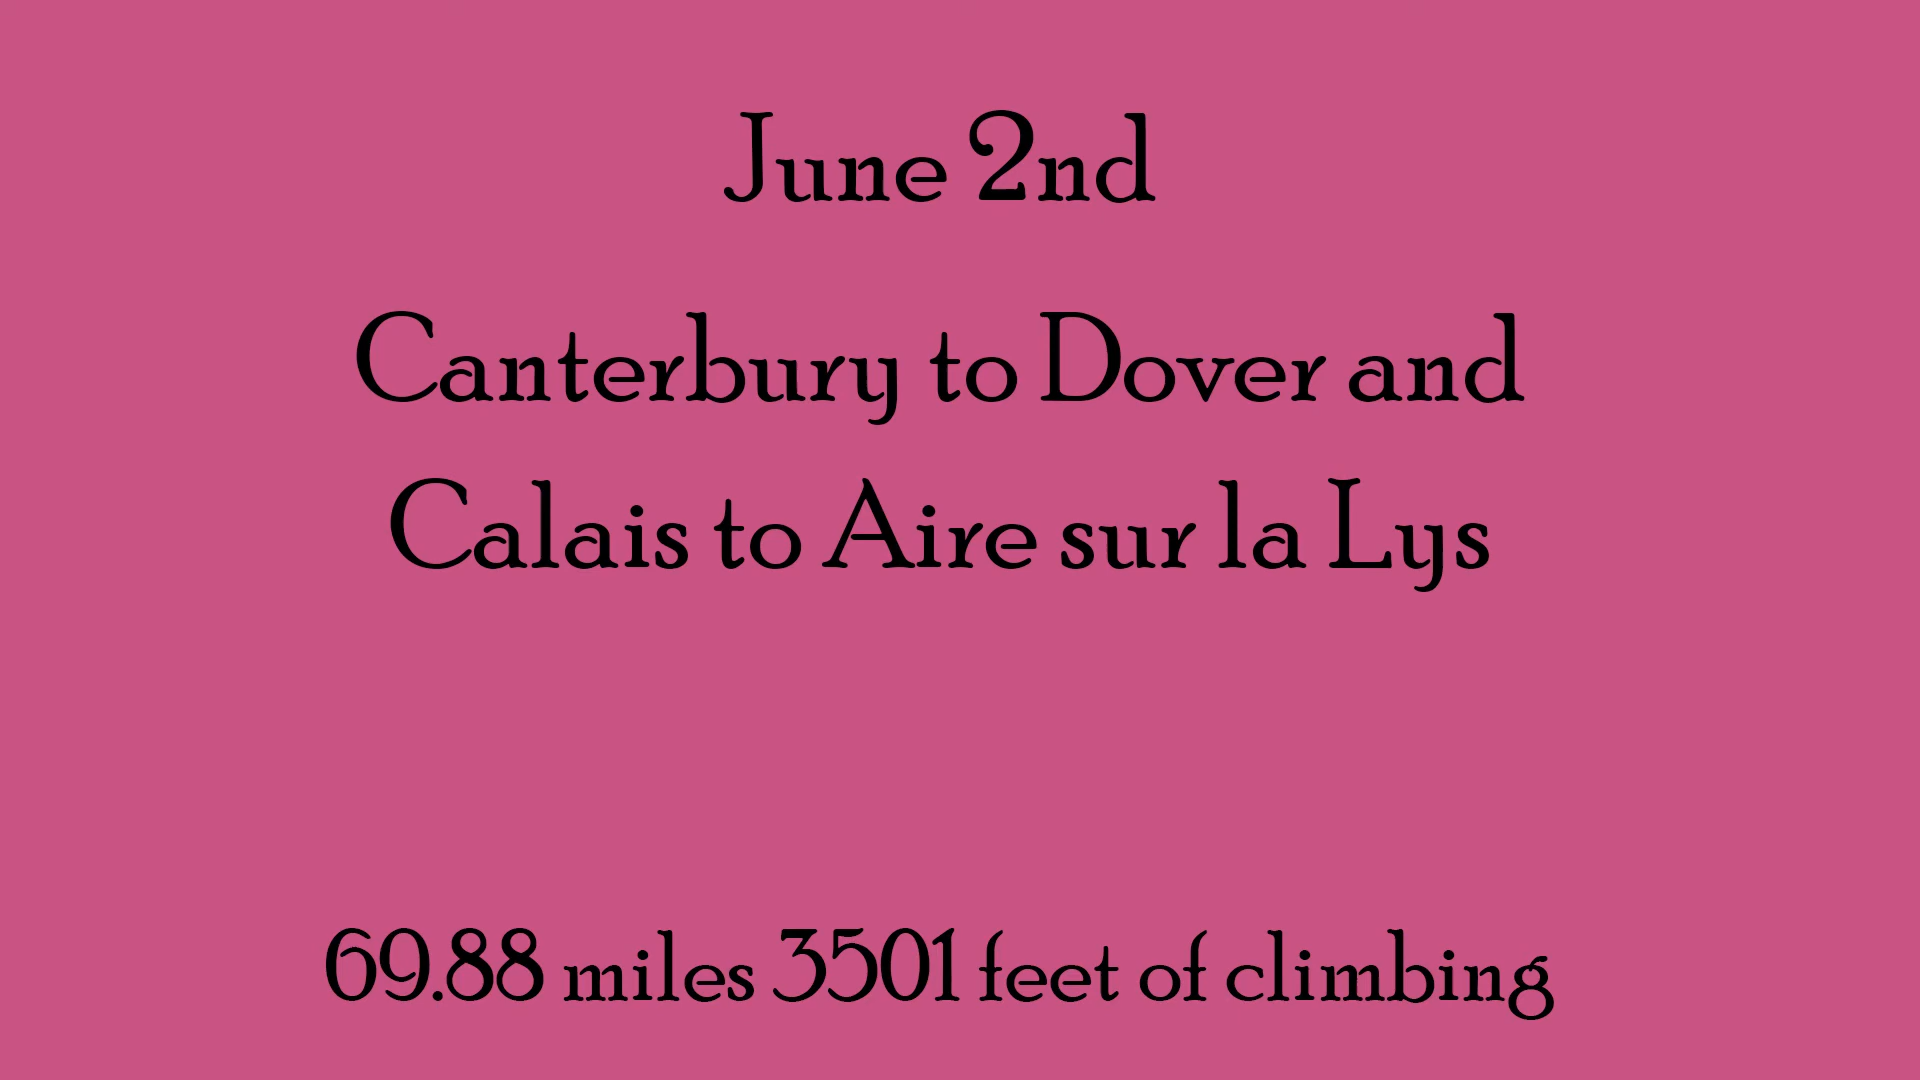 June 2nd
Canterbury to Dover and
Calais to Aire sur la Lys
69.88 miles 3501 feet of climbing